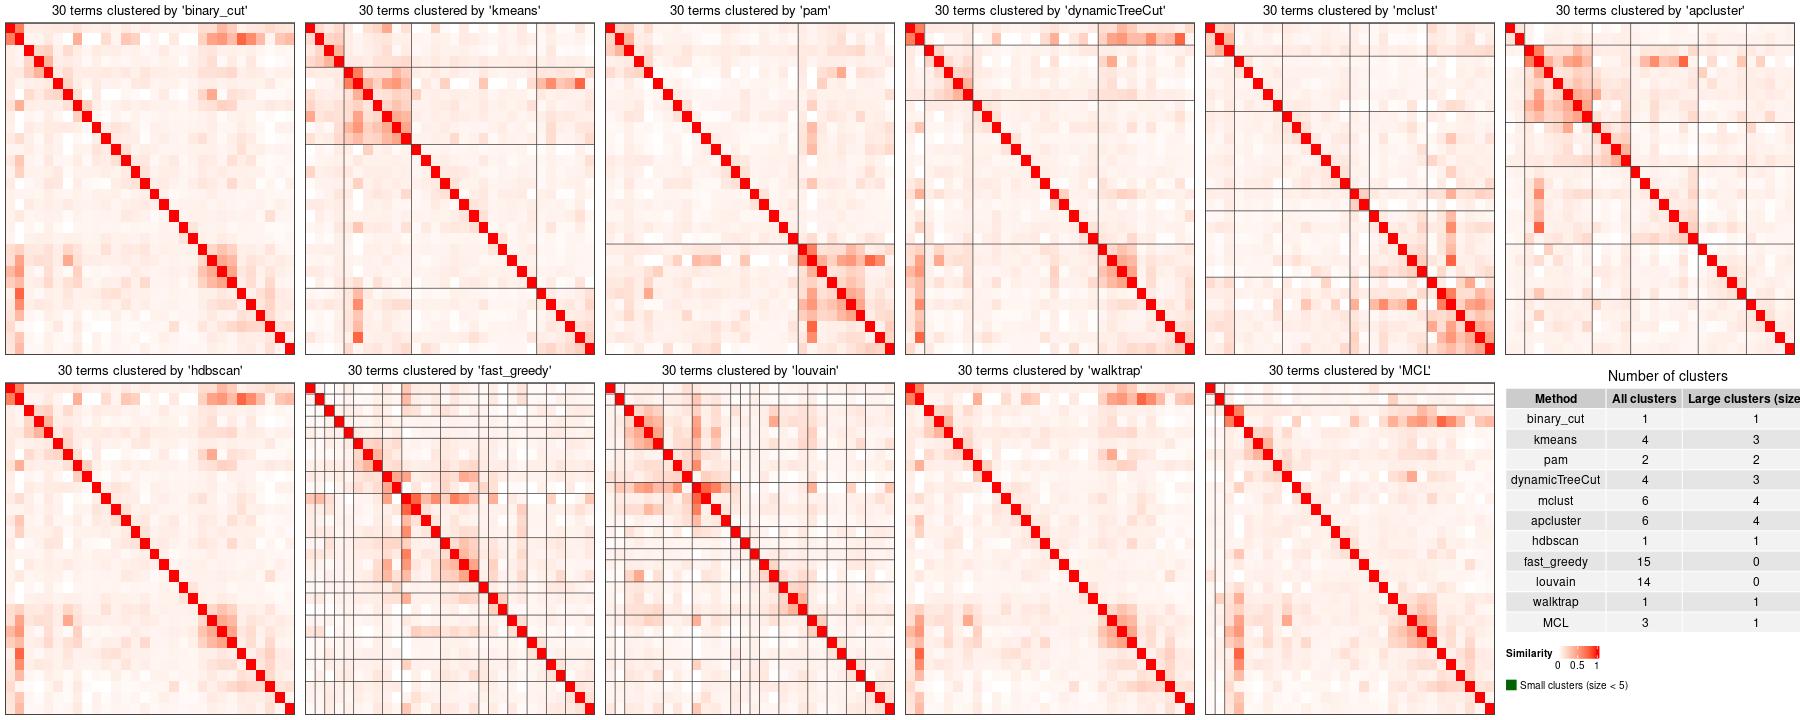 30 terms clustered by 'binary_cut'
30 terms clustered by 'kmeans'
30 terms clustered by 'pam'
30 terms clustered by 'dynamicTreeCut'
30 terms clustered by 'mclust'
30 terms clustered by 'apcluster'
30 terms clustered by 'hdbscan'
30 terms clustered by 'fast_greedy'
30 terms clustered by 'louvain'
30 terms clustered by 'walktrap'
30 terms clustered by 'MCL'
Number of clusters
Method All clusters Large clusters (size
binary_cut 1 1
kmeans 4 3
pam 2 2
dynamicTreeCut 4 3
mclust 6 4
apcluster 6 4
hdbscan 1 1
fast_greedy 15 0
louvain 14 0
walktrap 1 1
MCL 3 1
Similarity
0 0.5 1
Small clusters (size < 5)